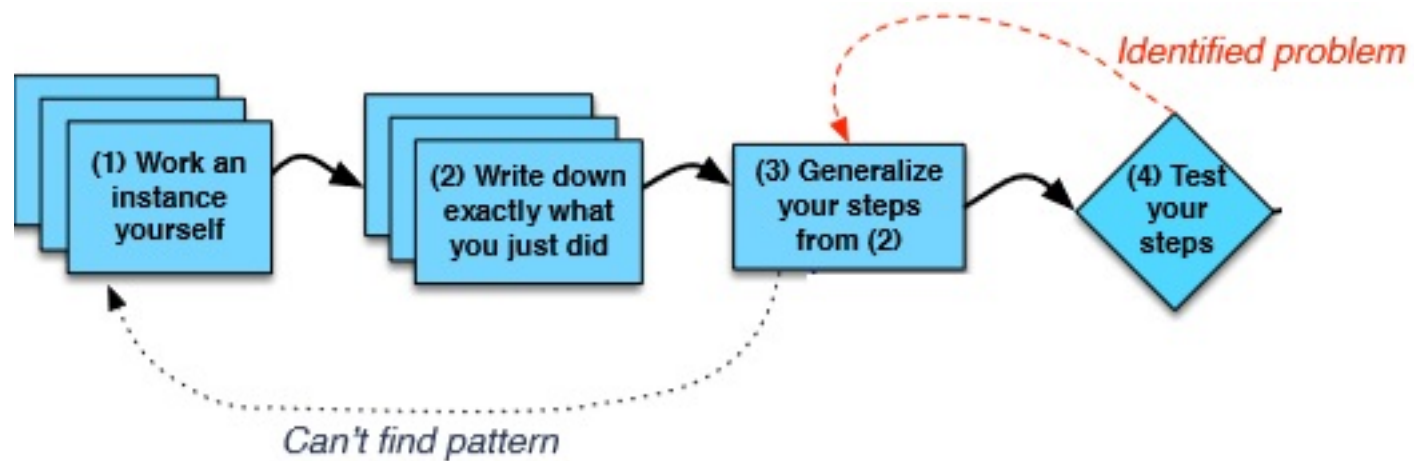 Identified problem
(1) Work an
instance
yourself
(2) Write down
exactly what
you just did
(3) Generalize
your steps
from (2)
(4) Test
your
steps
Can't find pattern